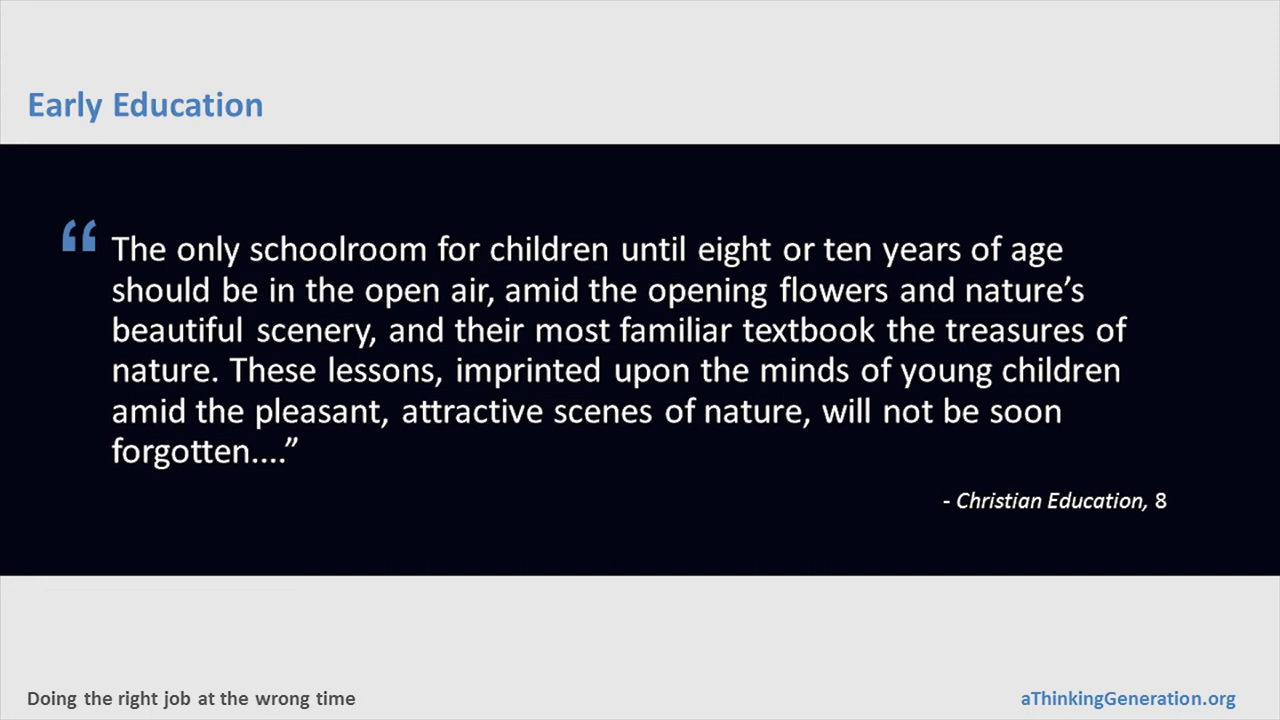 Early Education
“ The only schoolroom for children until eight or ten years of age
should be in the open air, amid the opening flowers and nature’s
beautiful scenery, and their most familiar textbook the treasures of
nature. These lessons, imprinted upon the minds of young children
amid the pleasant, attractive scenes of nature, will not be soon
forgotten....”
- Christian Education, 8
Doing the right job at the wrong time
aThinkingGeneration.org